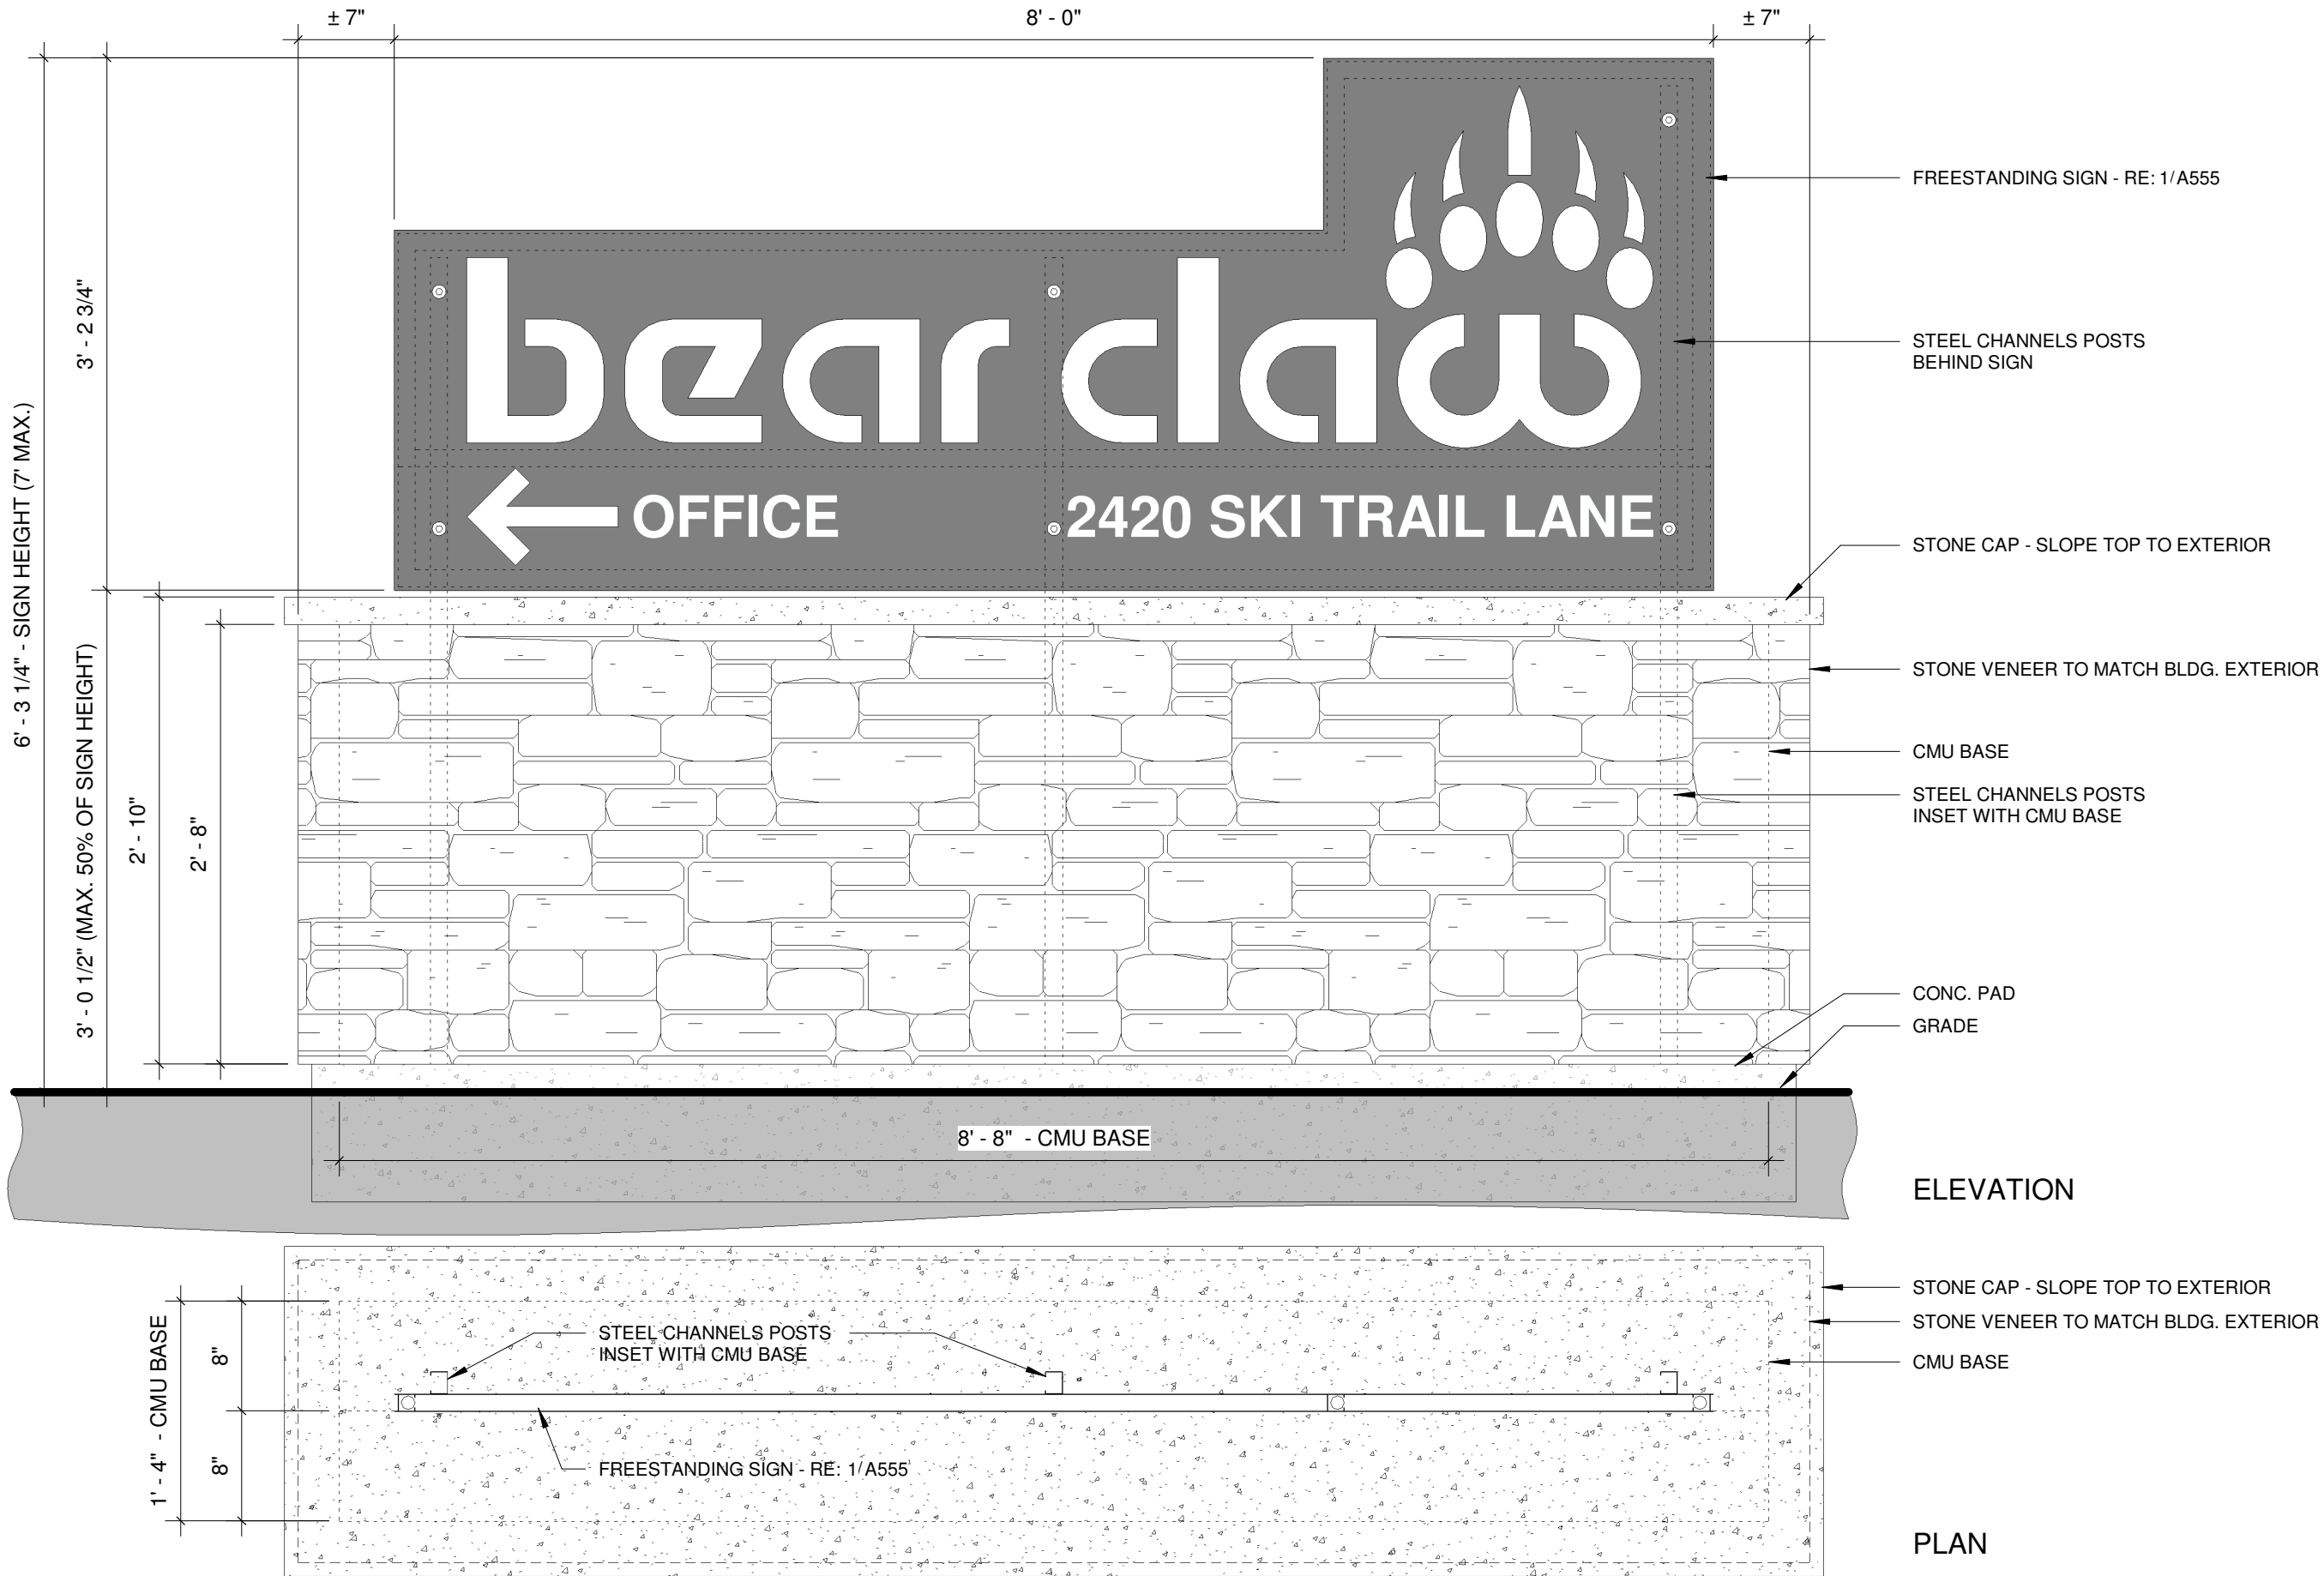 ± 7"
8' - 0"
± 7"
6' - 3 1/4" - SIGN HEIGHT (7' MAX.)
3' - 2 3/4"
3' - 0 1/2" (MAX. 50% OF SIGN HEIGHT)
2' - 10"
2' - 8"
bear claw
OFFICE
2420 SKI TRAIL LANE
FREESTANDING SIGN - RE: 1/A555
STEEL CHANNELS POSTS
BEHIND SIGN
STONE CAP - SLOPE TOP TO EXTERIOR
STONE VENEER TO MATCH BLDG. EXTERIOR
CMU BASE
STEEL CHANNELS POSTS
INSET WITH CMU BASE
CONC. PAD
GRADE
8' - 8" - CMU BASE
ELEVATION
STONE CAP - SLOPE TOP TO EXTERIOR
STONE VENEER TO MATCH BLDG. EXTERIOR
CMU BASE
1' - 4" - CMU BASE
8"
8"
STEEL CHANNELS POSTS
INSET WITH CMU BASE
FREESTANDING SIGN - RE: 1/A555
PLAN